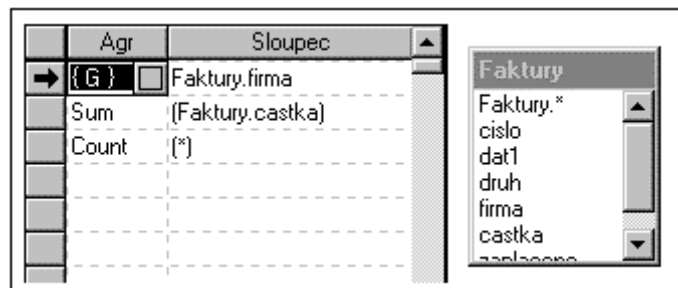 Agr Sloupec
{G} Faktury.firma
Sum (Faktury.castka)
Count (*)
Faktury
Faktury.*
cislo
dat1
druh
firma
castka